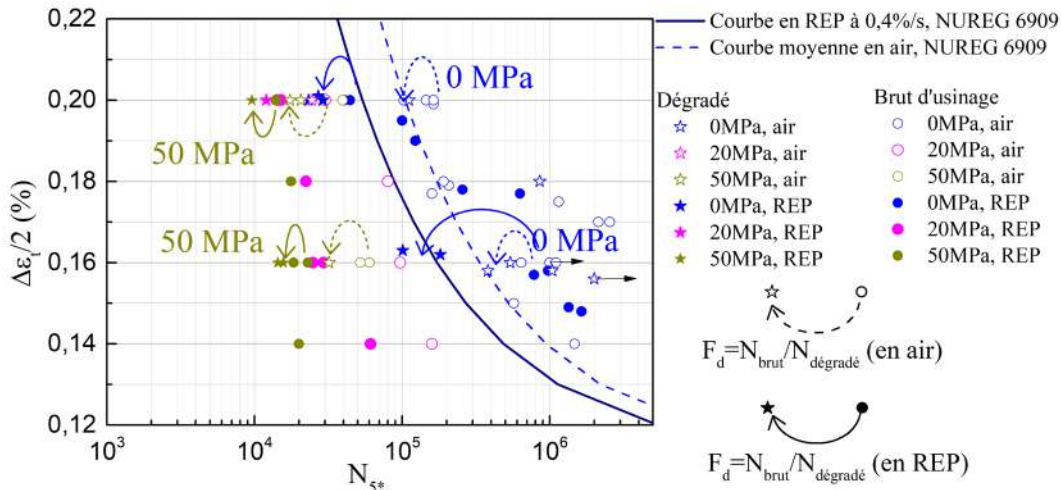 0,22
0,20
0,18
0,16
0,14
0,12
Δε_t/2 (%)
10^3
10^4
10^5
10^6
N_5*
0 MPa
50 MPa
50 MPa
0 MPa
Courbe en REP à 0,4%/s, NUREG 6909
Courbe moyenne en air, NUREG 6909
Dégradé
0MPa, air
20MPa, air
50MPa, air
0MPa, REP
20MPa, REP
50MPa, REP
Brut d'usinage
0MPa, air
20MPa, air
50MPa, air
0MPa, REP
20MPa, REP
50MPa, REP
F_d=N_brut/N_dégradé (en air)
F_d=N_brut/N_dégradé (en REP)